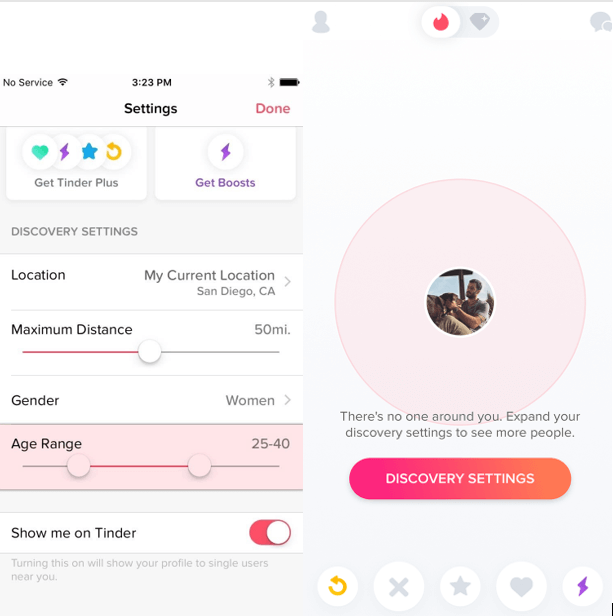 No Service 3:23 PM
Settings Done
Get Tinder Plus Get Boosts
DISCOVERY SETTINGS
Location My Current Location
San Diego, CA
Maximum Distance 50mi.
Gender Women
Age Range 25-40
Show me on Tinder
Turning this on will show your profile to single users
near you.
There's no one around you. Expand your
discovery settings to see more people.
DISCOVERY SETTINGS